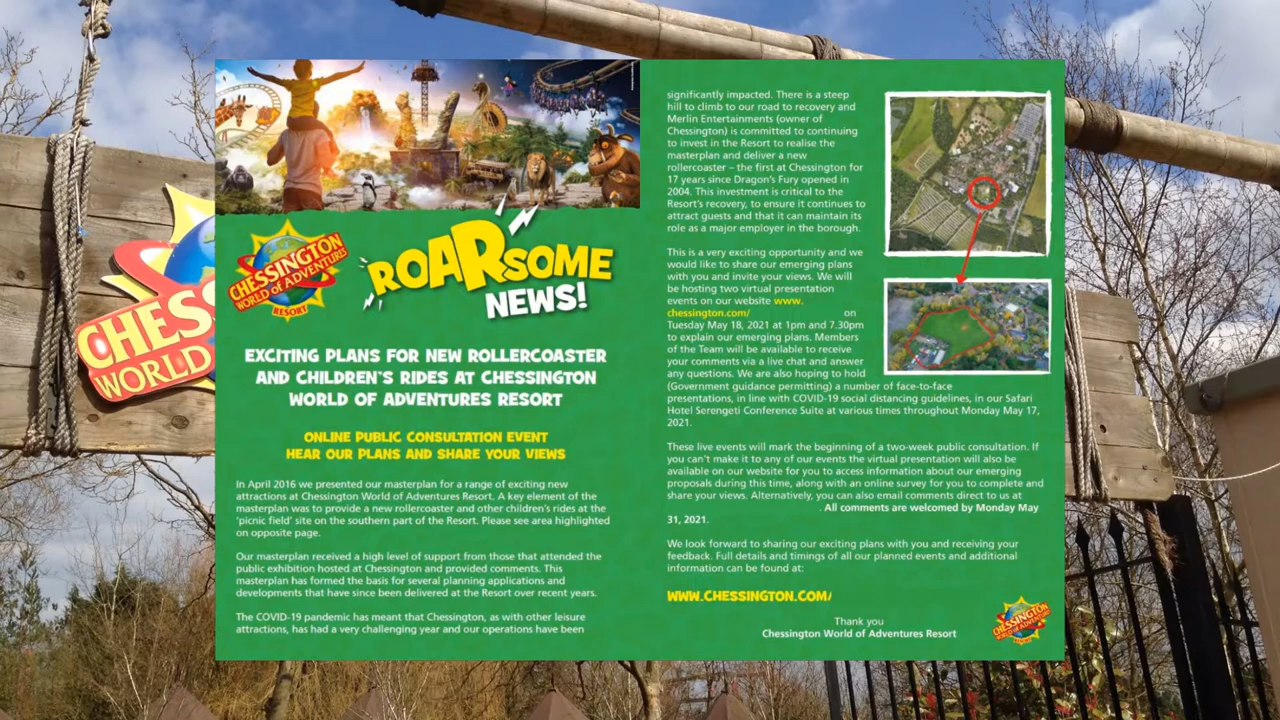 CHES
WORLD
CHESSINGTON
WORLD OF ADVENTURES
RESORT
ROARSOME
NEWS!
EXCITING PLANS FOR NEW ROLLERCOASTER
AND CHILDREN'S RIDES AT CHESSINGTON
WORLD OF ADVENTURES RESORT
ONLINE PUBLIC CONSULTATION EVENT
HEAR OUR PLANS AND SHARE YOUR VIEWS
In April 2016 we presented our masterplan for a range of exciting new
attractions at Chessington World of Adventures Resort. A key element of the
masterplan was to provide a new rollercoaster and other children's rides at the
'picnic field' site on the southern part of the Resort. Please see area highlighted
on opposite page.
Our masterplan received a high level of support from those that attended the
public exhibition hosted at Chessington and provided comments. This
masterplan has formed the basis for several planning applications and
developments that have since been delivered at the Resort over recent years.
The COVID-19 pandemic has meant that Chessington, as with other leisure
attractions, has had a very challenging year and our operations have been
significantly impacted. There is a steep
hill to climb to our road to recovery and
Merlin Entertainments (owner of
Chessington) is committed to continuing
to invest in the Resort to realise the
masterplan and deliver a new
rollercoaster – the first at Chessington for
17 years since Dragon's Fury opened in
2004. This investment is critical to the
Resort's recovery, to ensure it continues to
attract guests and that it can maintain its
role as a major employer in the borough.
This is a very exciting opportunity and we
would like to share our emerging plans
with you and invite your views. We will
be hosting two virtual presentation
events on our website www.
chessington.com/ on
Tuesday May 18, 2021 at 1pm and 7.30pm
to explain our emerging plans. Members
of the Team will be available to receive
your comments via a live chat and answer
any questions. We are also hoping to hold
(Government guidance permitting) a number of face-to-face
presentations, in line with COVID-19 social distancing guidelines, in our Safari
Hotel Serengeti Conference Suite at various times throughout Monday May 17,
2021.
These live events will mark the beginning of a two-week public consultation. If
you can't make it to any of our events the virtual presentation will also be
available on our website for you to access information about our emerging
proposals during this time, along with an online survey for you to complete and
share your views. Alternatively, you can also email comments direct to us at
. All comments are welcomed by Monday May
31, 2021.
We look forward to sharing our exciting plans with you and receiving your
feedback. Full details and timings of all our planned events and additional
information can be found at:
WWW.CHESSINGTON.COM/
Thank you
Chessington World of Adventures Resort
CHESSINGTON
WORLD OF ADVENTURES
RESORT